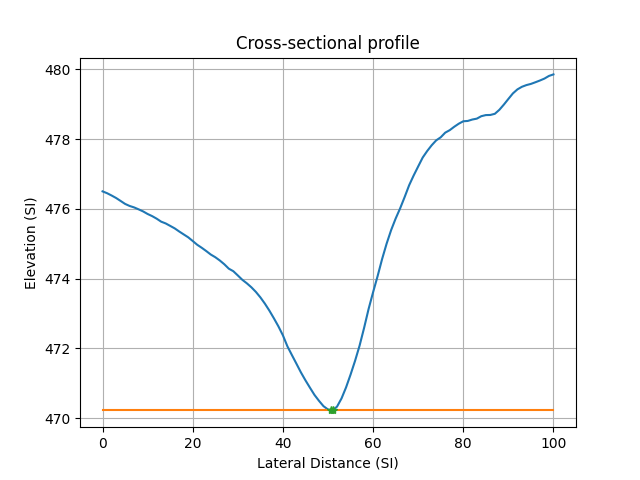 Cross-sectional profile
Elevation (SI)
480
478
476
474
472
470
0 20 40 60 80 100
Lateral Distance (SI)